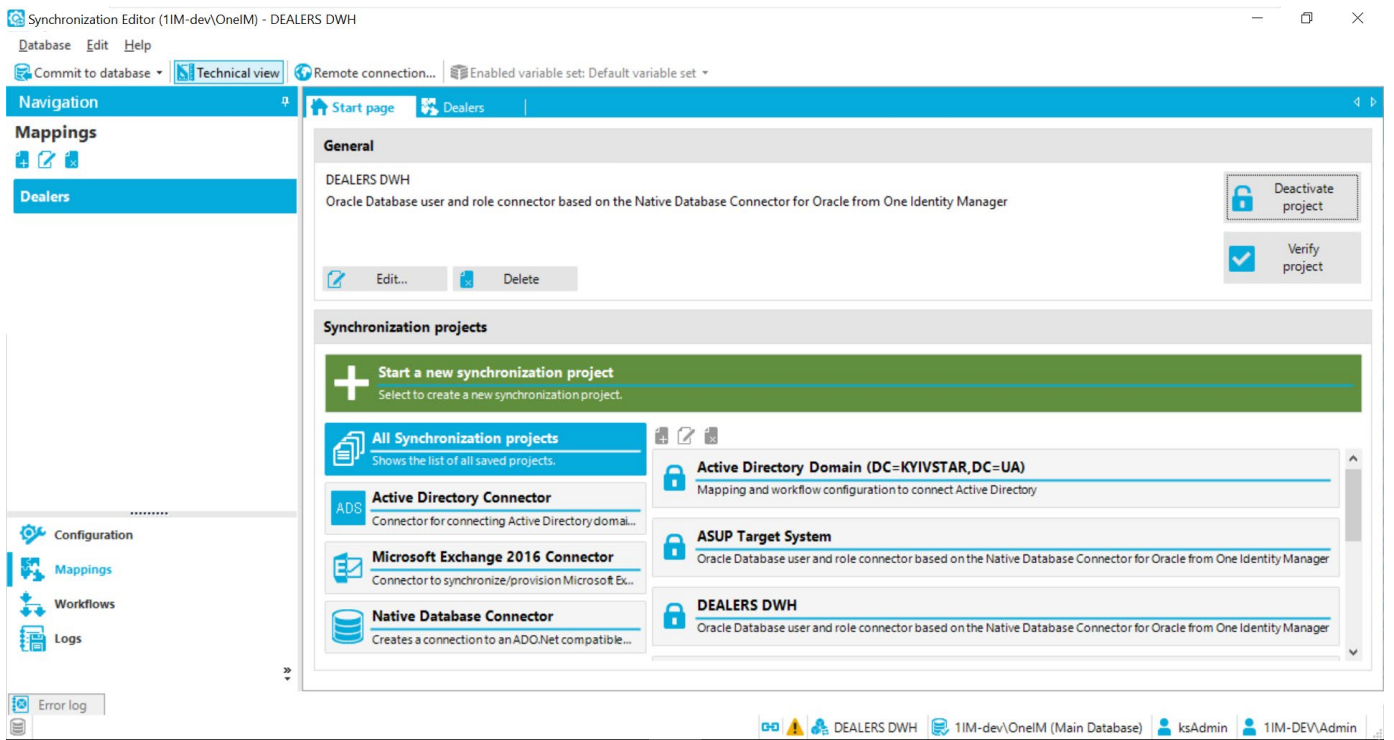 Synchronization Editor (1IM-dev\OneIM) - DEALERS DWH
Database Edit Help
Commit to database Technical view Remote connection... Enabled variable set: Default variable set
Navigation
Mappings
Dealers
Configuration
Mappings
Workflows
Logs
Start page Dealers
General
DEALERS DWH
Oracle Database user and role connector based on the Native Database Connector for Oracle from One Identity Manager
Deactivate
project
Verify
project
Edit... Delete
Synchronization projects
Start a new synchronization project
Select to create a new synchronization project.
All Synchronization projects
Shows the list of all saved projects.
ADS
Active Directory Connector
Connector for connecting Active Directory domai...
Microsoft Exchange 2016 Connector
Connector to synchronize/provision Microsoft Ex...
Native Database Connector
Creates a connection to an ADO.Net compatible...
Active Directory Domain (DC=KYIVSTAR,DC=UA)
Mapping and workflow configuration to connect Active Directory
ASUP Target System
Oracle Database user and role connector based on the Native Database Connector for Oracle from One Identity Manager
DEALERS DWH
Oracle Database user and role connector based on the Native Database Connector for Oracle from One Identity Manager
Error log
DEALERS DWH 1IM-dev\OneIM (Main Database) ksAdmin 1IM-DEV\Admin